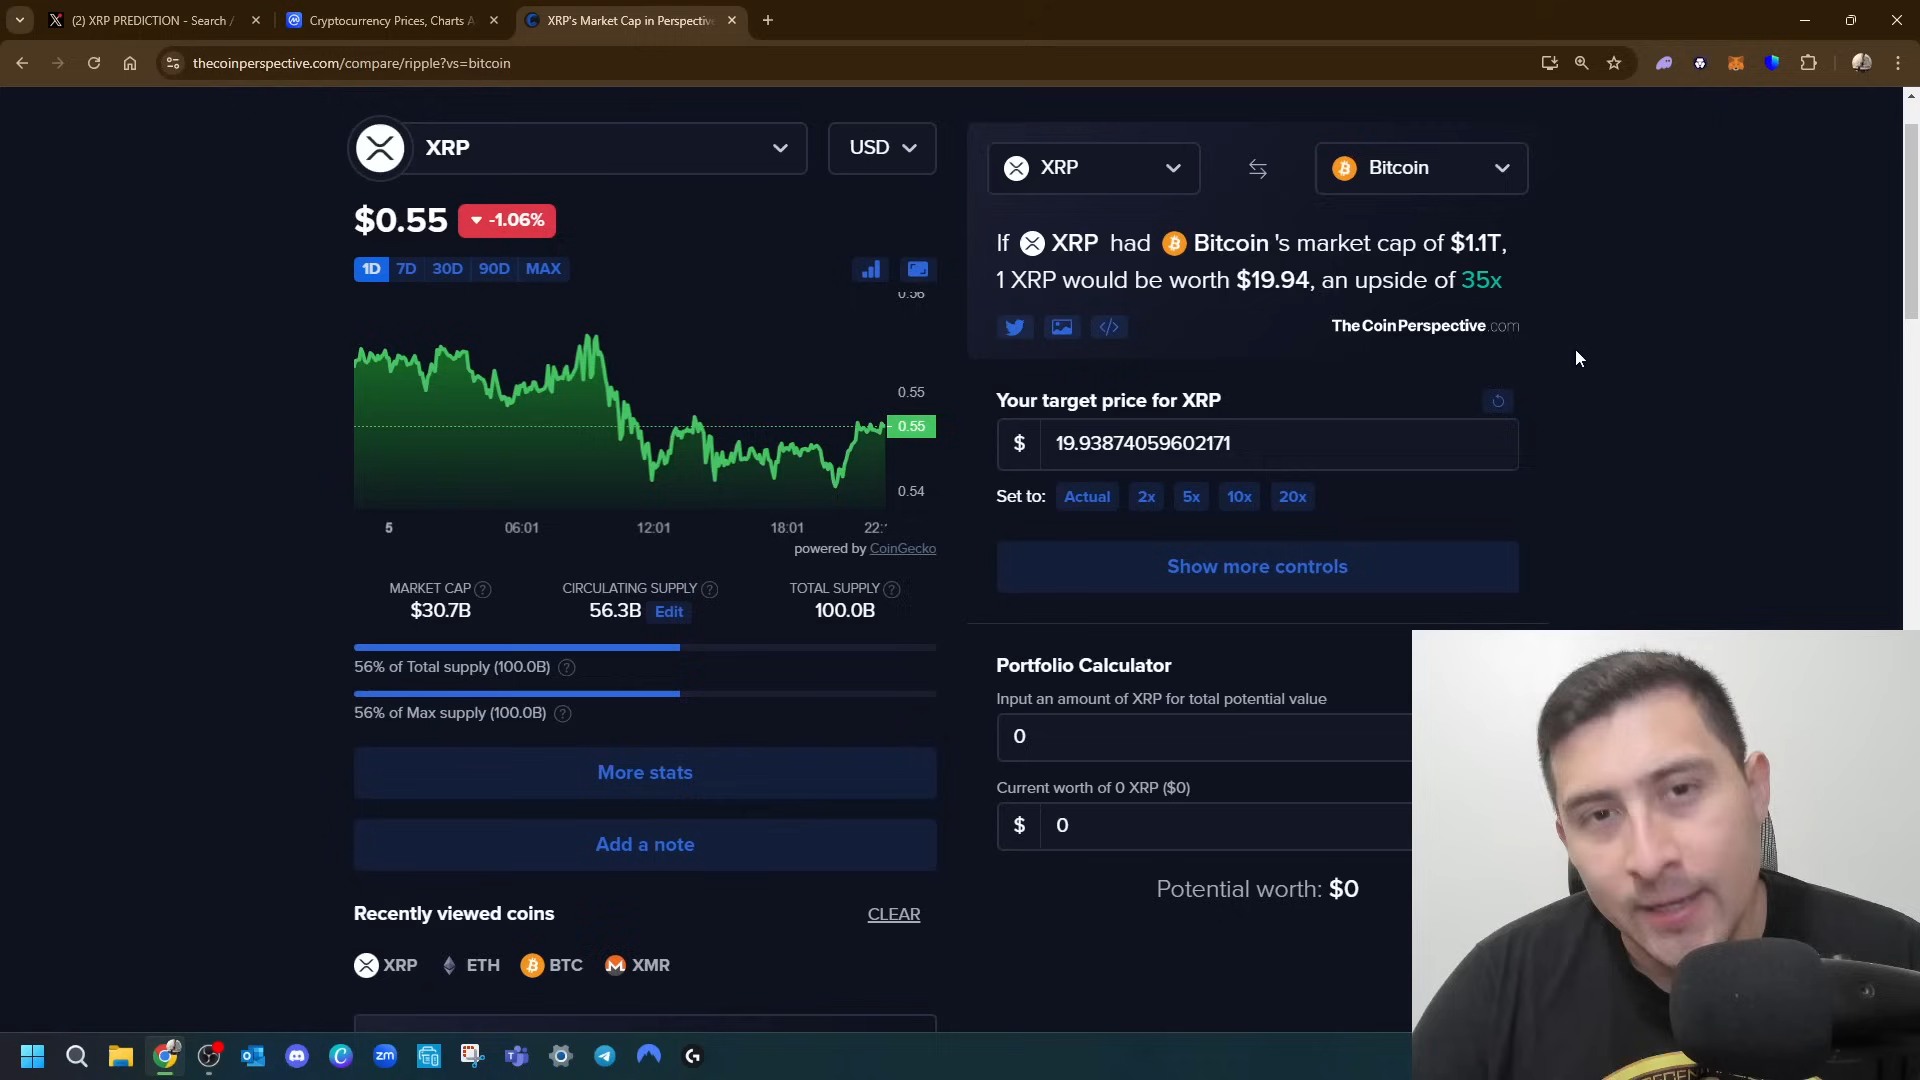 (2) XRP PREDICTION - Search /
Cryptocurrency Prices, Charts A
XRP's Market Cap in Perspective
thecoinperspective.com/compare/ripple?vs=bitcoin
XRP
USD
$0.55
-1.06%
1D 7D 30D 90D MAX
0.56
0.55
0.55
0.54
5 06:01 12:01 18:01 22:
powered by CoinGecko
MARKET CAP CIRCULATING SUPPLY TOTAL SUPPLY
$30.7B 56.3B Edit 100.0B
56% of Total supply (100.0B)
56% of Max supply (100.0B)
More stats
Add a note
Recently viewed coins CLEAR
XRP ETH BTC XMR
XRP Bitcoin
If XRP had Bitcoin 's market cap of $1.1T,
1 XRP would be worth $19.94, an upside of 35x
TheCoinPerspective.com
Your target price for XRP
$ 19.93874059602171
Set to: Actual 2x 5x 10x 20x
Show more controls
Portfolio Calculator
Input an amount of XRP for total potential value
0
Current worth of 0 XRP ($0)
$ 0
Potential worth: $0
zm